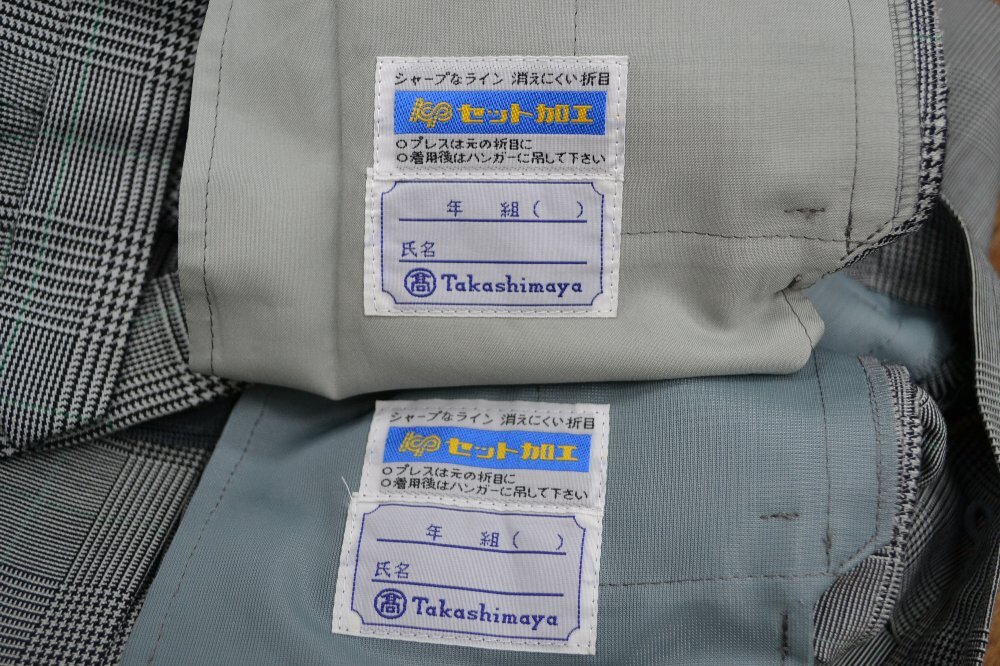 シャープなライン 消えにくい折目
icp セット加工
○プレスは元の折目に
○着用後はハンガーに吊して下さい
年 組( )
氏名
髙 Takashimaya
シャープなライン 消えにくい折目
icp セット加工
○プレスは元の折目に
○着用後はハンガーに吊して下さい
年 組( )
氏名
髙 Takashimaya